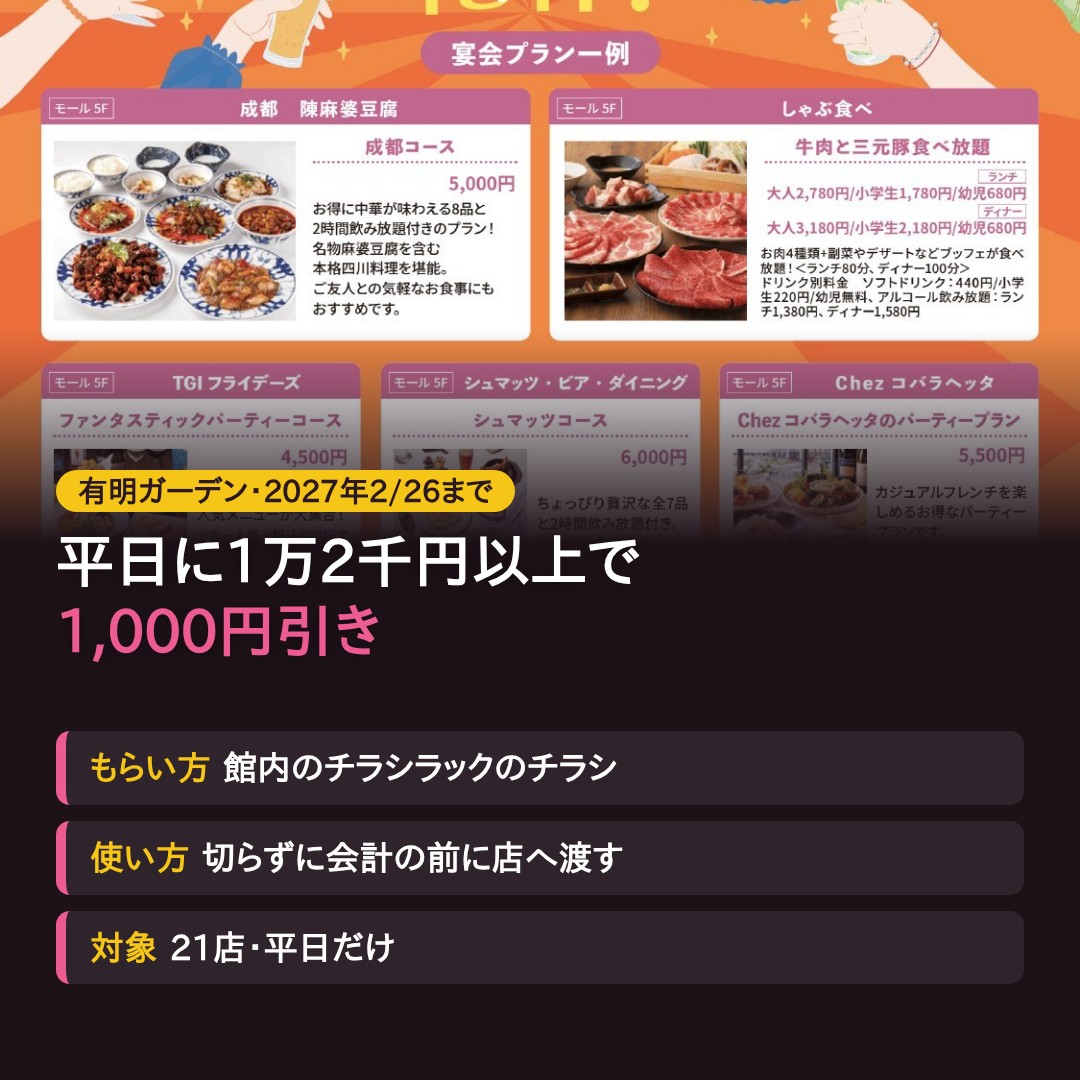 宴会プラン一例
モール 5F 成都 陳麻婆豆腐
成都コース
5,000円
お得に中華が味わえる8品と
2時間飲み放題付きのプラン!
名物麻婆豆腐を含む
本格四川料理を堪能。
ご友人との気軽なお食事にも
おすすめです。
モール 5F しゃぶ食べ
牛肉と三元豚食べ放題
ランチ
大人2,780円/小学生1,780円/幼児680円
ディナー
大人3,180円/小学生2,180円/幼児680円
お肉4種類+副菜やデザートなどブッフェが食べ
放題!<ランチ80分、ディナー100分>
ドリンク別料金 ソフトドリンク:440円/小学
生220円/幼児無料、アルコール飲み放題:ラン
チ1,380円、ディナー1,580円
モール 5F TGI フライデーズ
ファンタスティックパーティーコース
4,500円
モール 5F シュマッツ・ビア・ダイニング
シュマッツコース
6,000円
ちょっぴり贅沢な全7品
と2時間飲み放題付き。
モール 5F Chez コバラヘッタ
Chezコバラヘッタのパーティープラン
5,500円
カジュアルフレンチを楽
しめるお得なパーティー
プランです。
有明ガーデン・2027年2/26まで
平日に1万2千円以上で
1,000円引き
もらい方 館内のチラシラックのチラシ
使い方 切らずに会計の前に店へ渡す
対象 21店・平日だけ